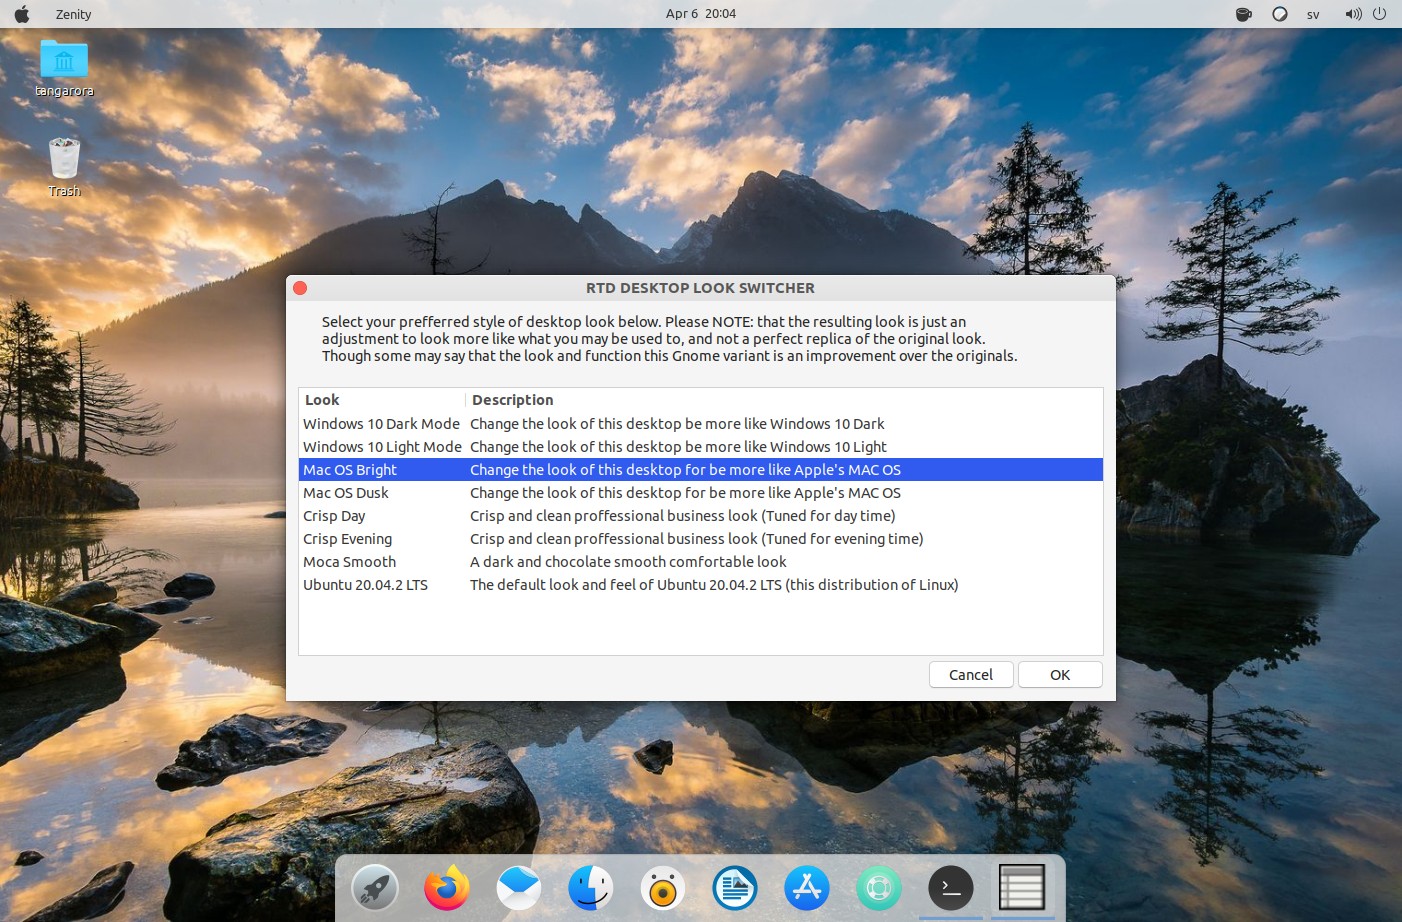 Zenity
Apr 6 20:04
sv
tangarora
Trash
RTD DESKTOP LOOK SWITCHER
Select your prefferred style of desktop look below. Please NOTE: that the resulting look is just an
adjustment to look more like what you may be used to, and not a perfect replica of the original look.
Though some may say that the look and function this Gnome variant is an improvement over the originals.
Look Description
Windows 10 Dark Mode Change the look of this desktop be more like Windows 10 Dark
Windows 10 Light Mode Change the look of this desktop be more like Windows 10 Light
Mac OS Bright Change the look of this desktop for be more like Apple's MAC OS
Mac OS Dusk Change the look of this desktop for be more like Apple's MAC OS
Crisp Day Crisp and clean proffessional business look (Tuned for day time)
Crisp Evening Crisp and clean proffessional business look (Tuned for evening time)
Moca Smooth A dark and chocolate smooth comfortable look
Ubuntu 20.04.2 LTS The default look and feel of Ubuntu 20.04.2 LTS (this distribution of Linux)
Cancel OK